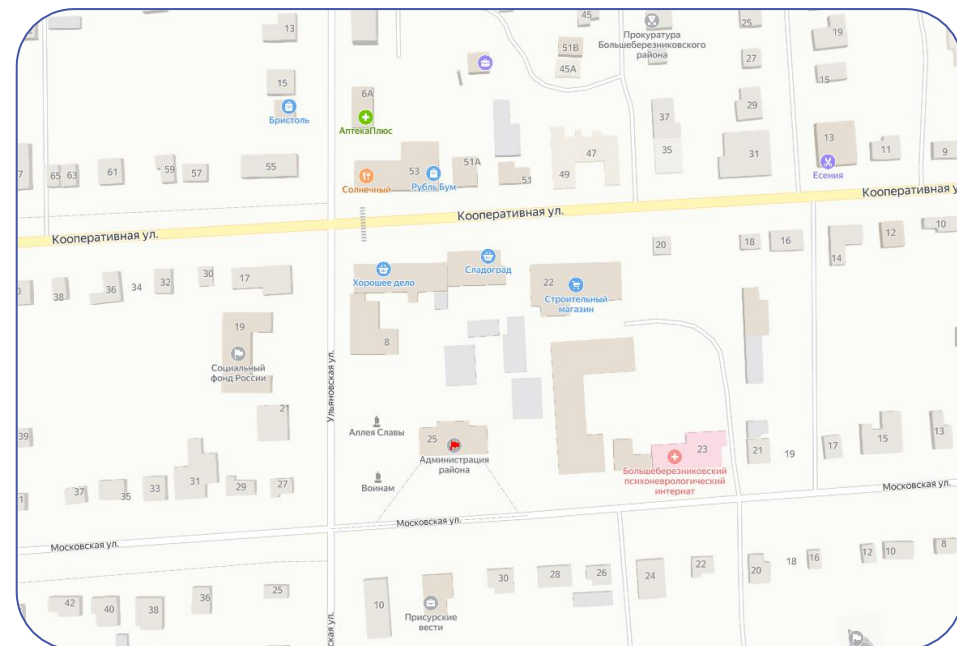 13
45
25
19
Прокуратура
Большеберезниковского
района
51В
45А
27
15
15
6А
29
Бристоль
АптекаПлюс
37
35
31
13
11
9
47
49
51А
51
53
55
7
65
63
61
59
57
Солнечный
Рубль Бум
Есения
Кооперативная ул.
Кооперативная ул.
Кооперативная у
20
18
16
14
12
10
38
36
34
32
30
17
Хорошее дело
Сладоград
22
Строительный
магазин
8
19
Социальный
фонд России
Ульяновская ул.
21
39
Аллея Славы
25
Администрация
района
Воинам
23
Большеберезниковский
психоневрологический
интернат
21
19
17
15
13
37
35
33
31
29
27
Московская ул.
Московская ул.
Московская ул.
42
40
38
36
25
10
Присурские
вести
30
28
26
24
22
20
18
16
12
10
8
ская ул.